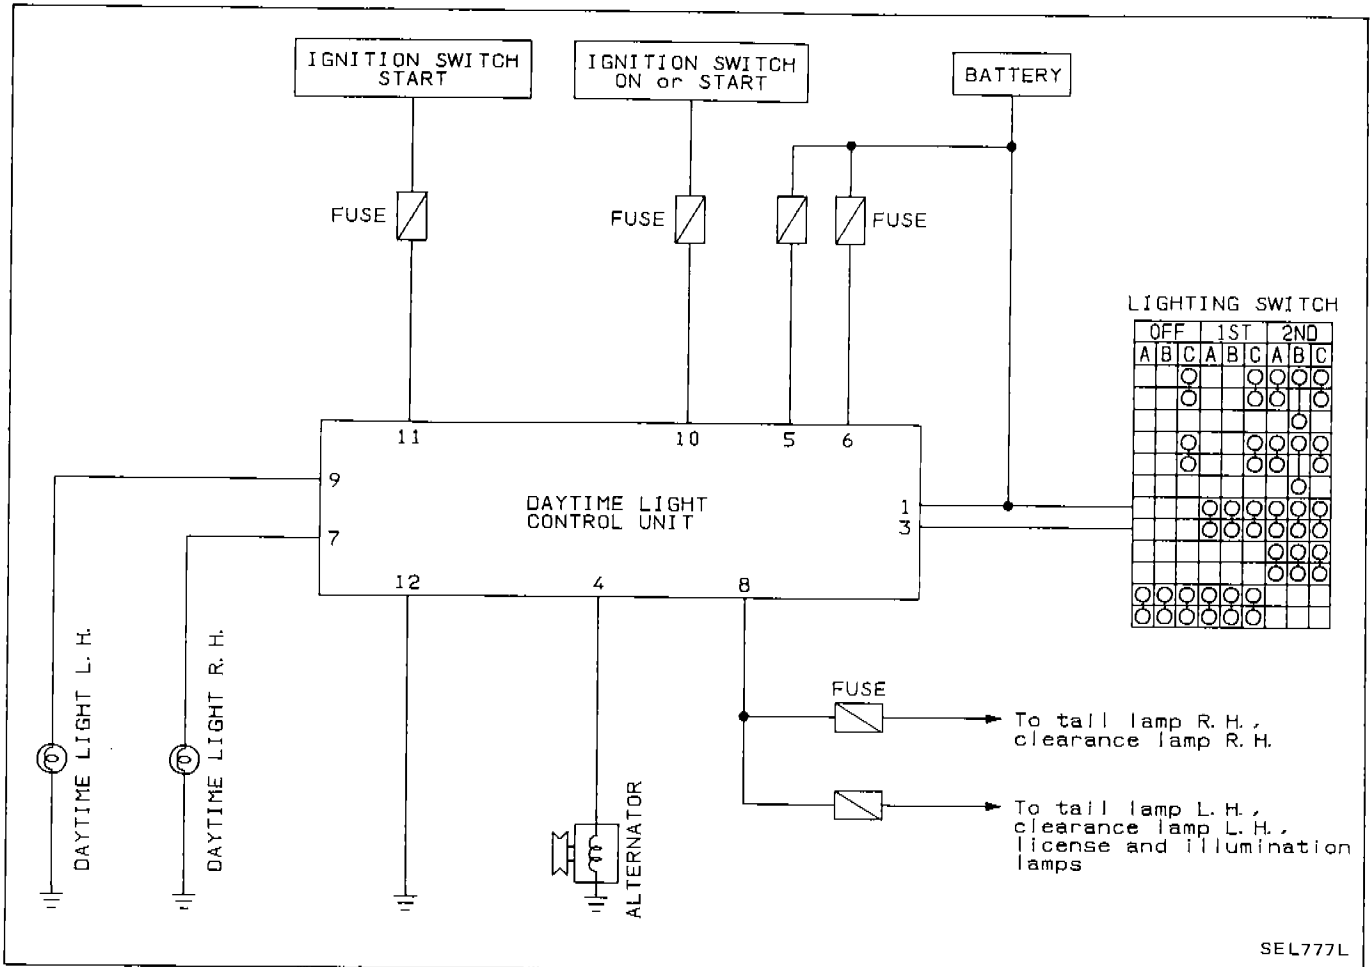 IGNITION SWITCH
START
IGNITION SWITCH
ON or START
BATTERY
FUSE
FUSE
FUSE
LIGHTING SWITCH
OFF 1ST 2ND
A B C A B C A B C
11
10
5
6
9
7
DAYTIME LIGHT
CONTROL UNIT
1
3
12
4
8
DAYTIME LIGHT L. H.
DAYTIME LIGHT R. H.
ALTERNATOR
FUSE
To tail lamp R. H.,
clearance lamp R. H.
To tail lamp L. H.,
clearance lamp L. H.,
license and illumination
lamps
SEL777L